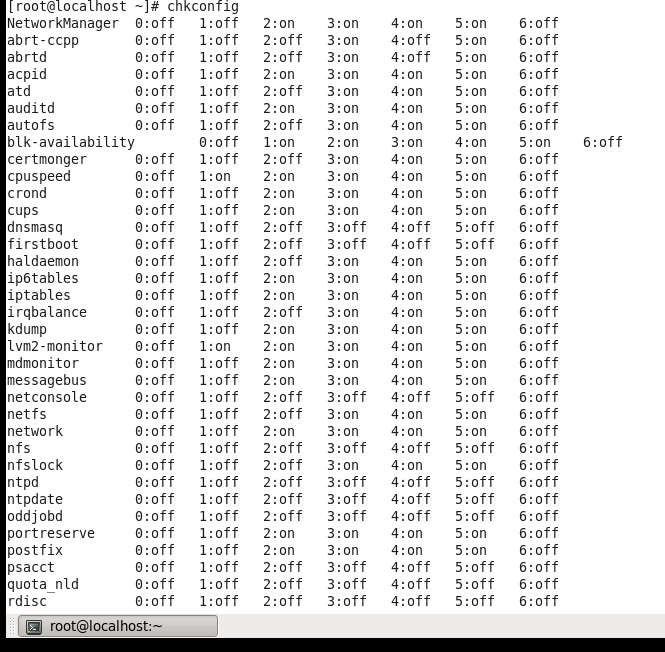 [root@localhost ~]# chkconfig
NetworkManager  0:off   1:off   2:on    3:on    4:on    5:on    6:off
abrt-ccpp       0:off   1:off   2:off   3:on    4:off   5:on    6:off
abrtd           0:off   1:off   2:off   3:on    4:off   5:on    6:off
acpid           0:off   1:off   2:on    3:on    4:on    5:on    6:off
atd             0:off   1:off   2:off   3:on    4:on    5:on    6:off
auditd          0:off   1:off   2:on    3:on    4:on    5:on    6:off
autofs          0:off   1:off   2:off   3:on    4:on    5:on    6:off
blk-availability        0:off   1:on    2:on    3:on    4:on    5:on    6:off
certmonger      0:off   1:off   2:off   3:on    4:on    5:on    6:off
cpuspeed        0:off   1:on    2:on    3:on    4:on    5:on    6:off
crond           0:off   1:off   2:on    3:on    4:on    5:on    6:off
cups            0:off   1:off   2:on    3:on    4:on    5:on    6:off
dnsmasq         0:off   1:off   2:off   3:off   4:off   5:off   6:off
firstboot       0:off   1:off   2:off   3:off   4:off   5:off   6:off
haldaemon       0:off   1:off   2:off   3:on    4:on    5:on    6:off
ip6tables       0:off   1:off   2:on    3:on    4:on    5:on    6:off
iptables        0:off   1:off   2:on    3:on    4:on    5:on    6:off
irqbalance      0:off   1:off   2:off   3:on    4:on    5:on    6:off
kdump           0:off   1:off   2:on    3:on    4:on    5:on    6:off
lvm2-monitor    0:off   1:on    2:on    3:on    4:on    5:on    6:off
mdmonitor       0:off   1:off   2:on    3:on    4:on    5:on    6:off
messagebus      0:off   1:off   2:on    3:on    4:on    5:on    6:off
netconsole      0:off   1:off   2:off   3:off   4:off   5:off   6:off
netfs           0:off   1:off   2:off   3:on    4:on    5:on    6:off
network         0:off   1:off   2:on    3:on    4:on    5:on    6:off
nfs             0:off   1:off   2:off   3:off   4:off   5:off   6:off
nfslock         0:off   1:off   2:off   3:on    4:on    5:on    6:off
ntpd            0:off   1:off   2:off   3:off   4:off   5:off   6:off
ntpdate         0:off   1:off   2:off   3:off   4:off   5:off   6:off
oddjobd         0:off   1:off   2:off   3:off   4:off   5:off   6:off
portreserve     0:off   1:off   2:on    3:on    4:on    5:on    6:off
postfix         0:off   1:off   2:on    3:on    4:on    5:on    6:off
psacct          0:off   1:off   2:off   3:off   4:off   5:off   6:off
quota_nld       0:off   1:off   2:off   3:off   4:off   5:off   6:off
rdisc           0:off   1:off   2:off   3:off   4:off   5:off   6:off
root@localhost:~